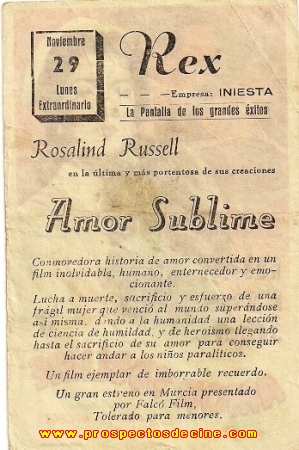 Noviembre
29
Lunes
Extraordinario
Rex
— — —Empresa: INIESTA
La Pantalla de los grandes éxitos
Rosalind Russell
en la última y más portentosa de sus creaciones
Amor Sublime
Conmovedora historia de amor convertida en un
film inolvidable, humano, enternecedor y emo-
cionante.
Lucha a muerte, sacrificio y esfuerzo de una
frágil mujer que venció al mundo superándose
así misma, dando a la humanidad una lección
de ciencia de humildad, y de heroísmo llegando
hasta el sacrificio de su amor para conseguir
hacer andar a los niños paralíticos.
Un film ejemplar de imborrable recuerdo.
Un gran estreno en Murcia presentado
por Falcó Film,
Tolerado para menores.
www.prospectosdecine.com